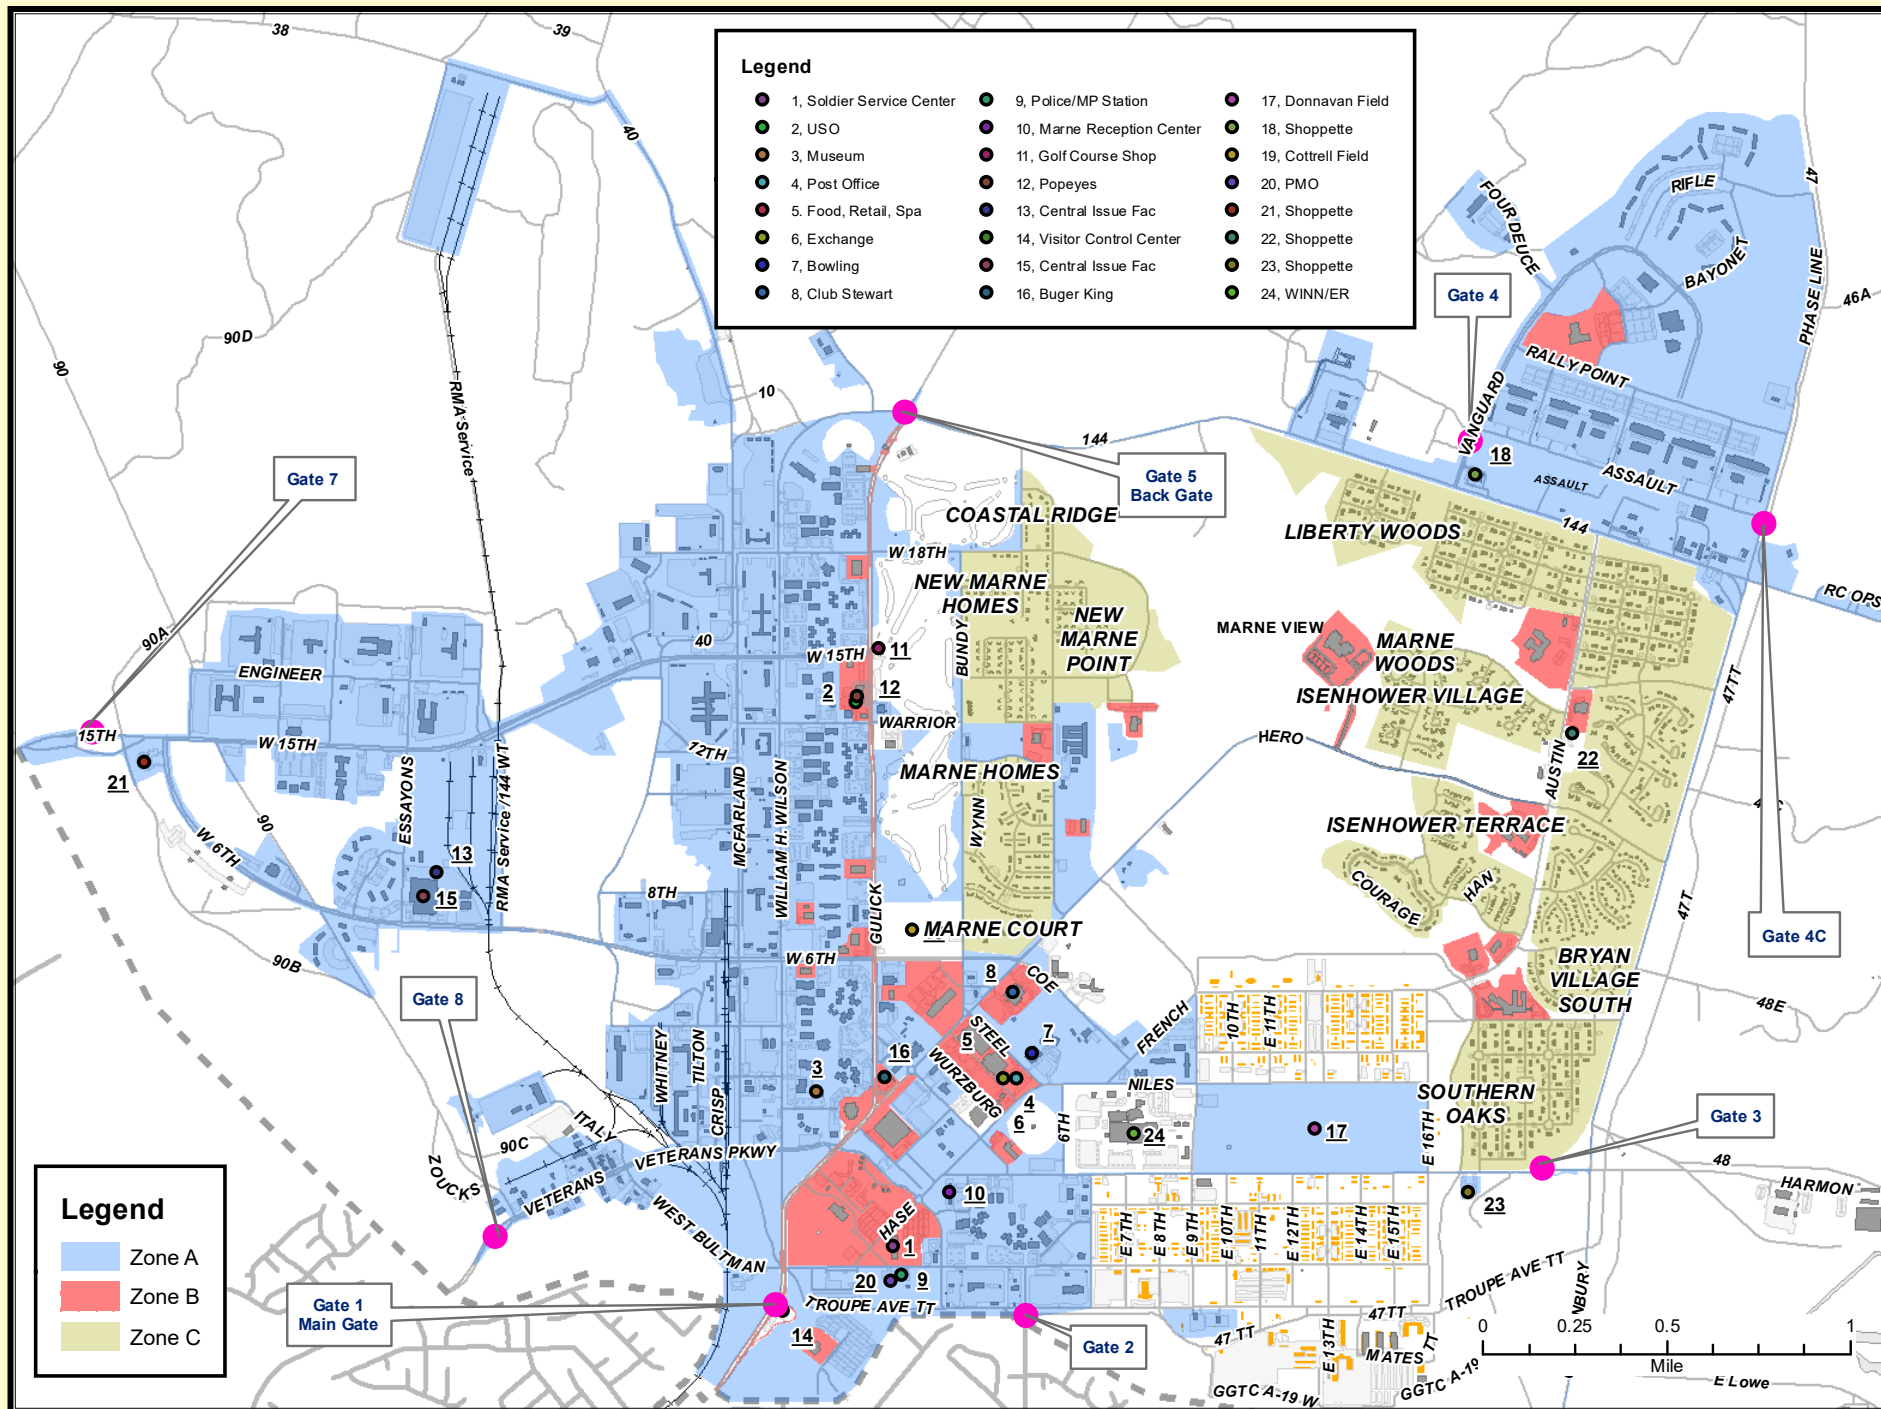 38
39
40
Legend
1, Soldier Service Center
2, USO
3, Museum
4, Post Office
5. Food, Retail, Spa
6, Exchange
7, Bowling
8, Club Stewart
9, Police/MP Station
10, Marne Reception Center
11, Golf Course Shop
12, Popeyes
13, Central Issue Fac
14, Visitor Control Center
15, Central Issue Fac
16, Buger King
17, Donnavan Field
18, Shoppette
19, Cottrell Field
20, PMO
21, Shoppette
22, Shoppette
23, Shoppette
24, WINN/ER
47
RIFLE
FOUR DEUCE
BAYONET
PHASE LINE
46A
Gate 4
90D
90
RALLY POINT
RMA Service
10
VANGUARD
144
18
Gate 7
Gate 5
Back Gate
ASSAULT
ASSAULT
COASTAL RIDGE
LIBERTY WOODS
144
W 18TH
NEW MARNE
HOMES
RC OPS
NEW
MARNE
POINT
BUNDY
90A
40
W 15TH
11
MARNE VIEW
MARNE
WOODS
ENGINEER
2
12
ISENHOWER VILLAGE
47TT
WARRIOR
15TH
W 15TH
12TH
HERO
22
21
ESSAYONS
RMA Service /144 WT
MCFARLAND
WILLIAM H. WILSON
MARNE HOMES
AUSTIN
WYNN
W 6TH
90
ISENHOWER TERRACE
13
15
8TH
GULICK
COURAGE
HAN
47T
MARNE COURT
Gate 4C
W 6TH
90B
8
COE
BRYAN
VILLAGE
SOUTH
Gate 8
48E
FRENCH
10TH
E 11TH
STEEL
5
7
WURZBURG
16
WHITNEY
TILTON
CRISP
3
NILES
4
6
6TH
SOUTHERN
OAKS
E 16TH
Gate 3
ITALY
90C
24
17
ZOUCKS
VETERANS PKWY
VETERANS
48
HARMON
10
23
WEST BULTMAN
HASE
1
E 7TH
E 8TH
E 9TH
E 10TH
11TH
E 12TH
E 14TH
E 15TH
Legend
Zone A
Zone B
Zone C
20
9
Gate 1
Main Gate
TROUPE AVE TT
TROUPE AVE TT
NBURY
14
Gate 2
47 TT
47TT
E 13TH
MATES
TT
0
0.25
0.5
1
Mile
GGTC A-19 W
GGTC A-19
E Lowe